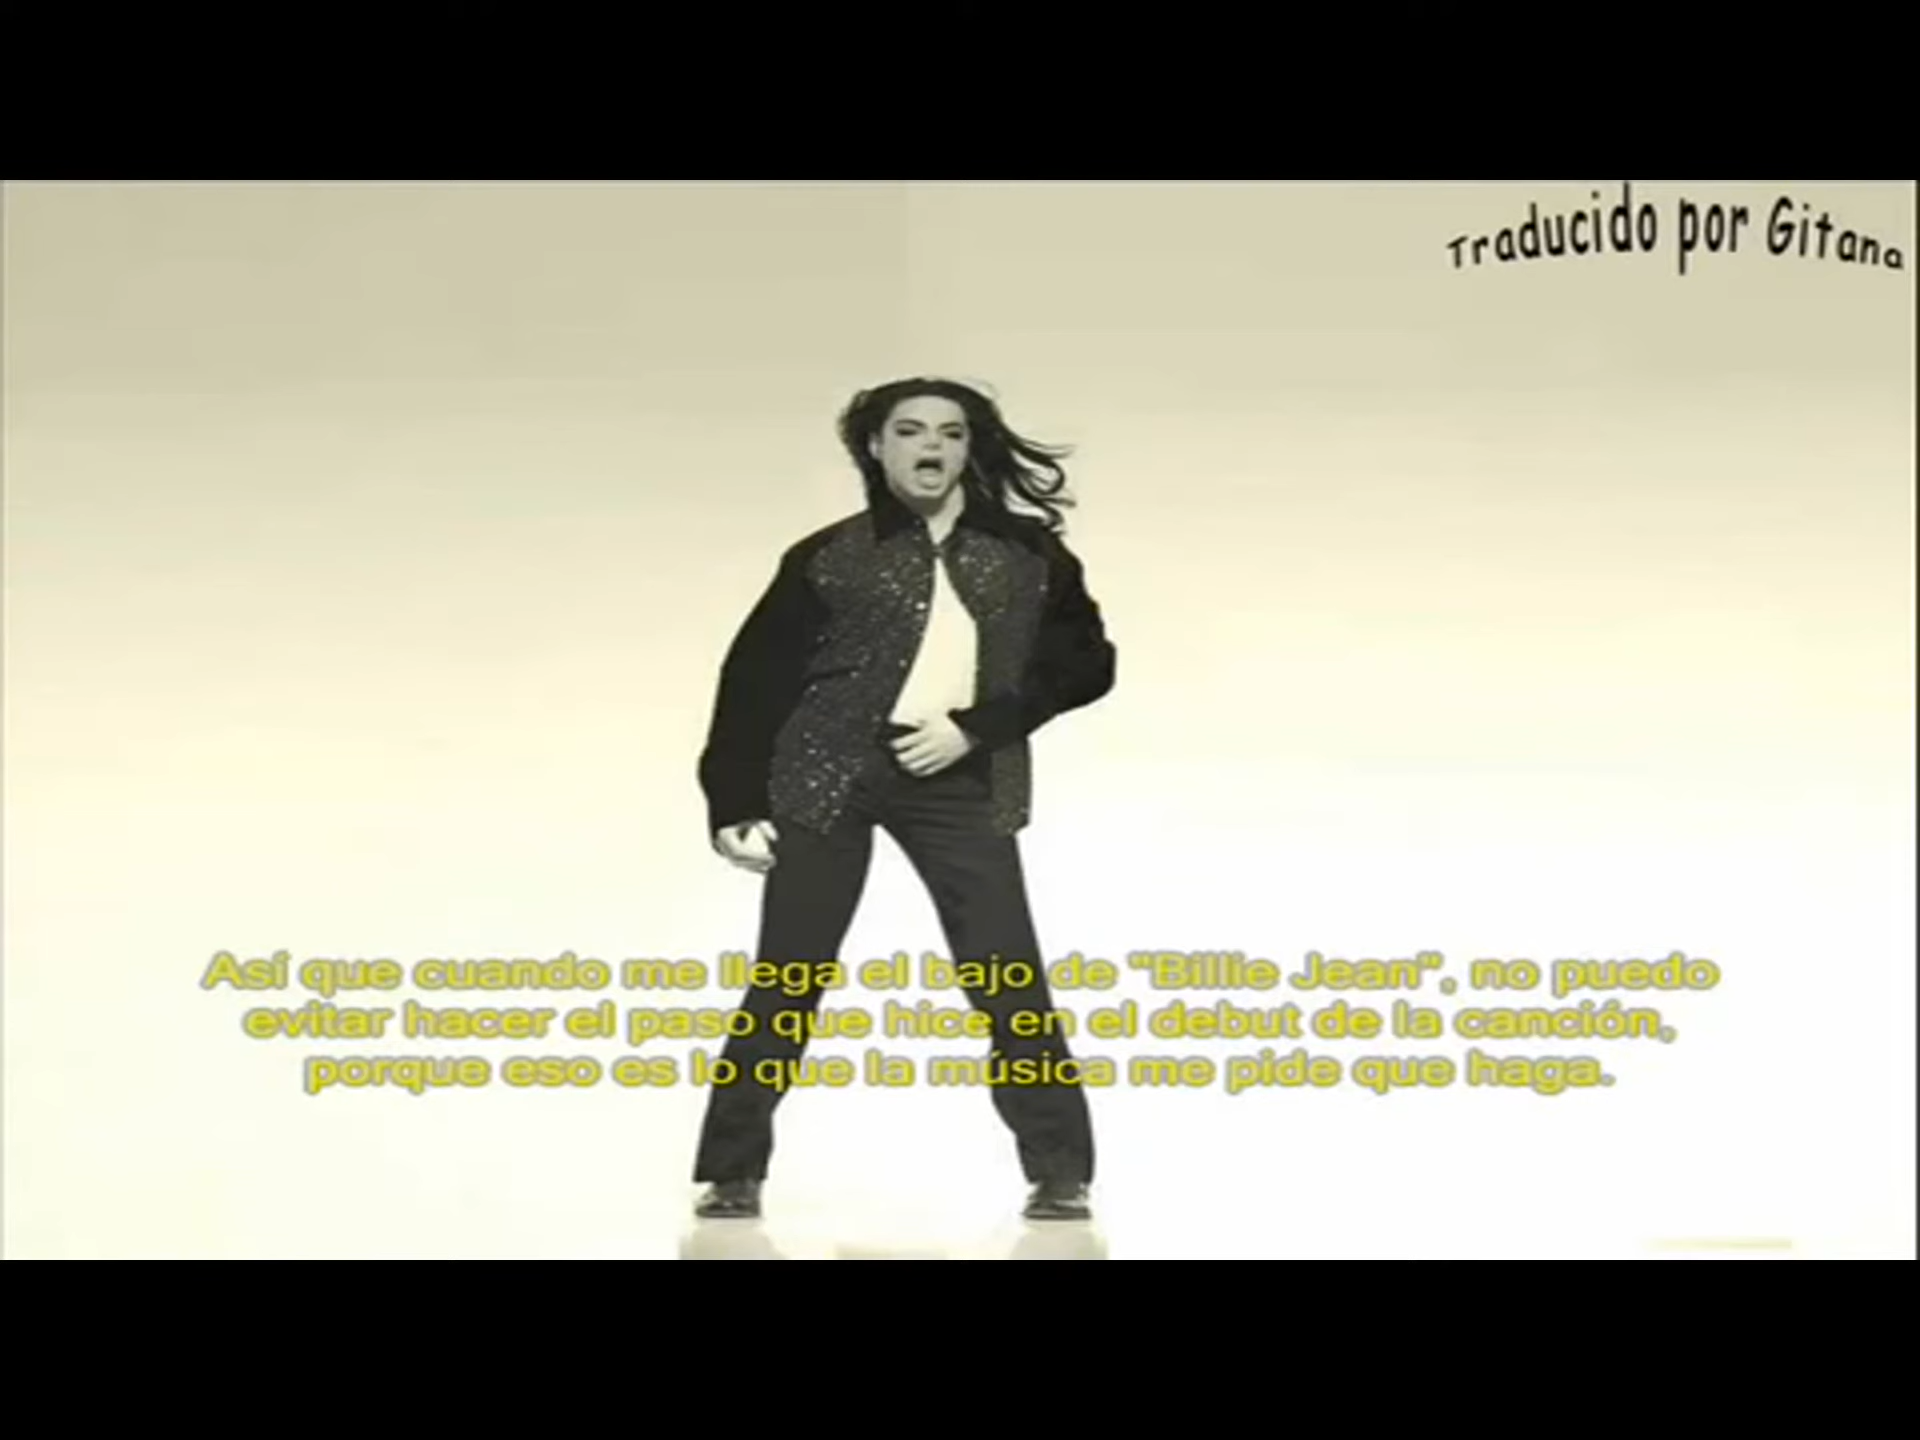 Traducido por Gitana
Así que cuando me llega el bajo de "Billie Jean", no puedo
evitar hacer el paso que hice en el debut de la canción,
porque eso es lo que la música me pide que haga.